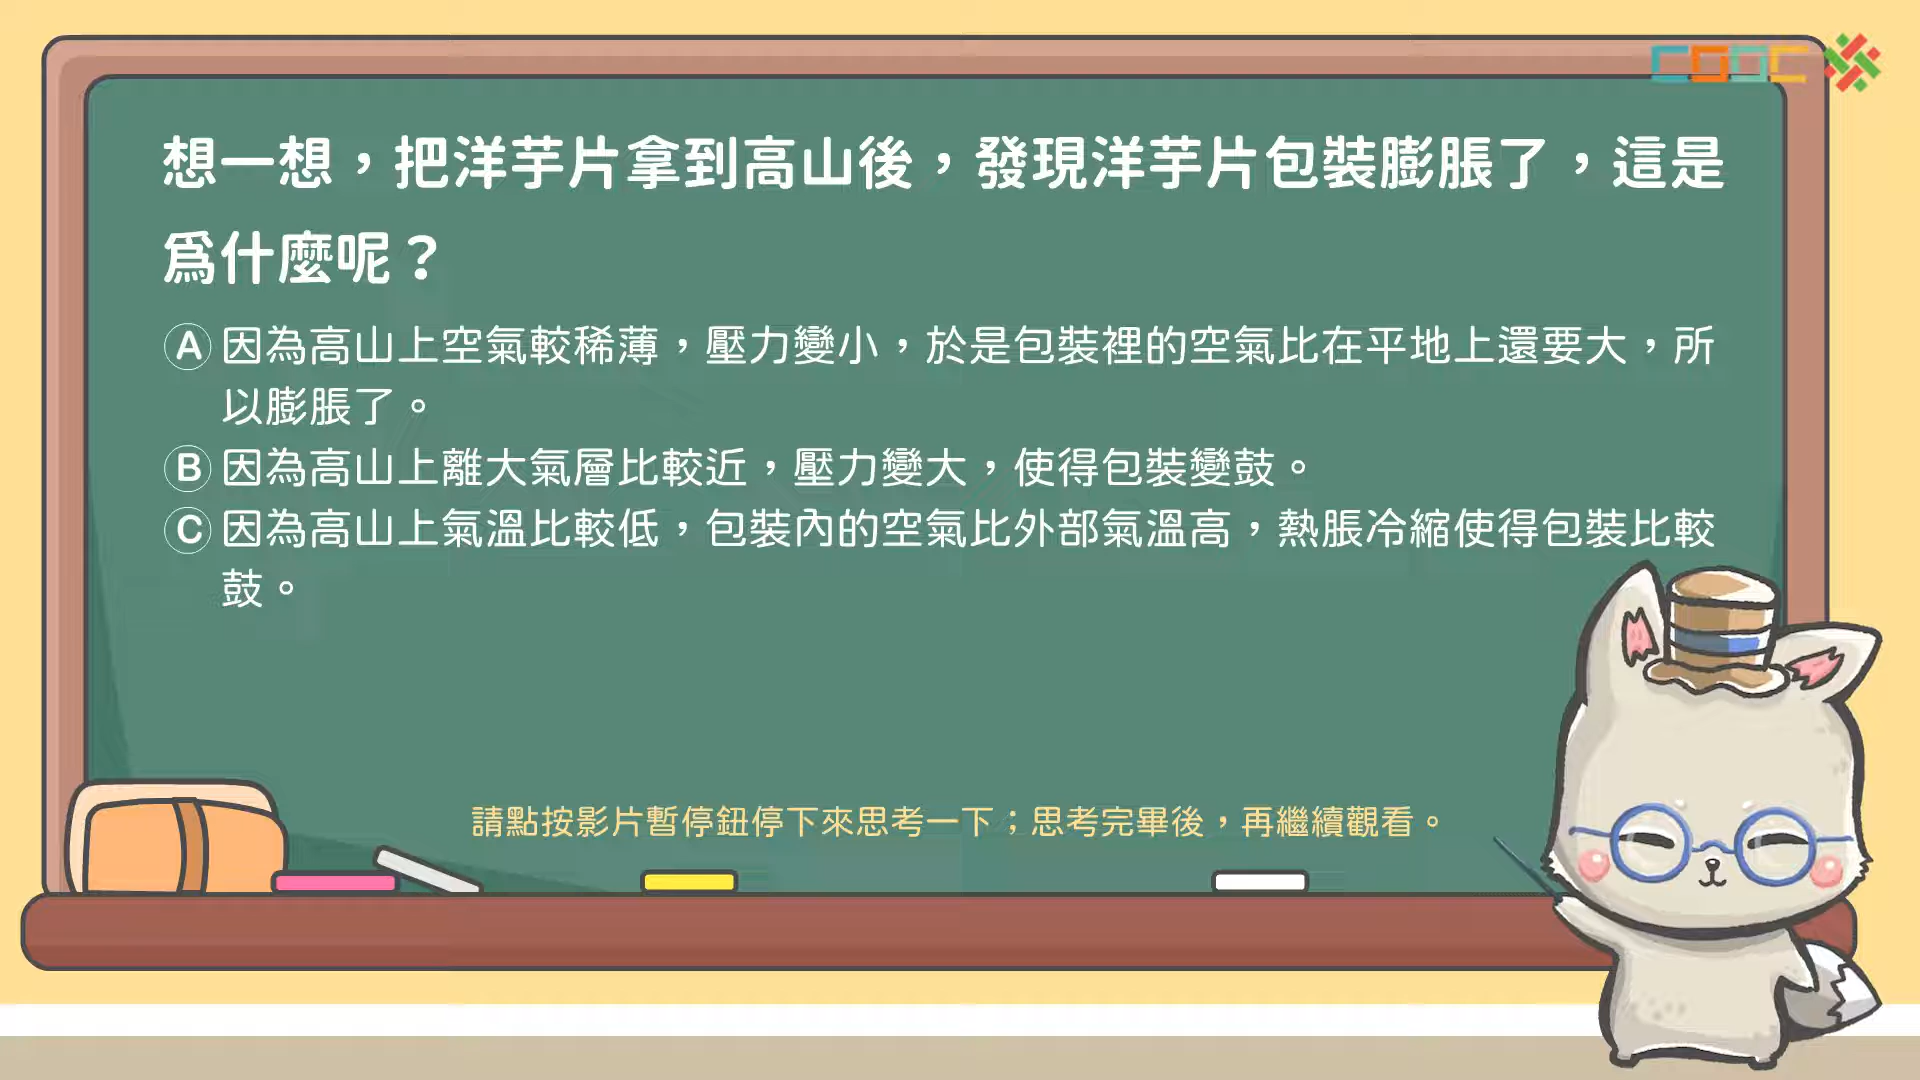 想一想，把洋芋片拿到高山後，發現洋芋片包裝膨脹了，這是
爲什麼呢？
Ⓐ因為高山上空氣較稀薄，壓力變小，於是包裝裡的空氣比在平地上還要大，所
以膨脹了。
Ⓑ因為高山上離大氣層比較近，壓力變大，使得包裝變鼓。
Ⓒ因為高山上氣溫比較低，包裝內的空氣比外部氣溫高，熱脹冷縮使得包裝比較
鼓。
請點按影片暫停鈕停下來思考一下；思考完畢後，再繼續觀看。